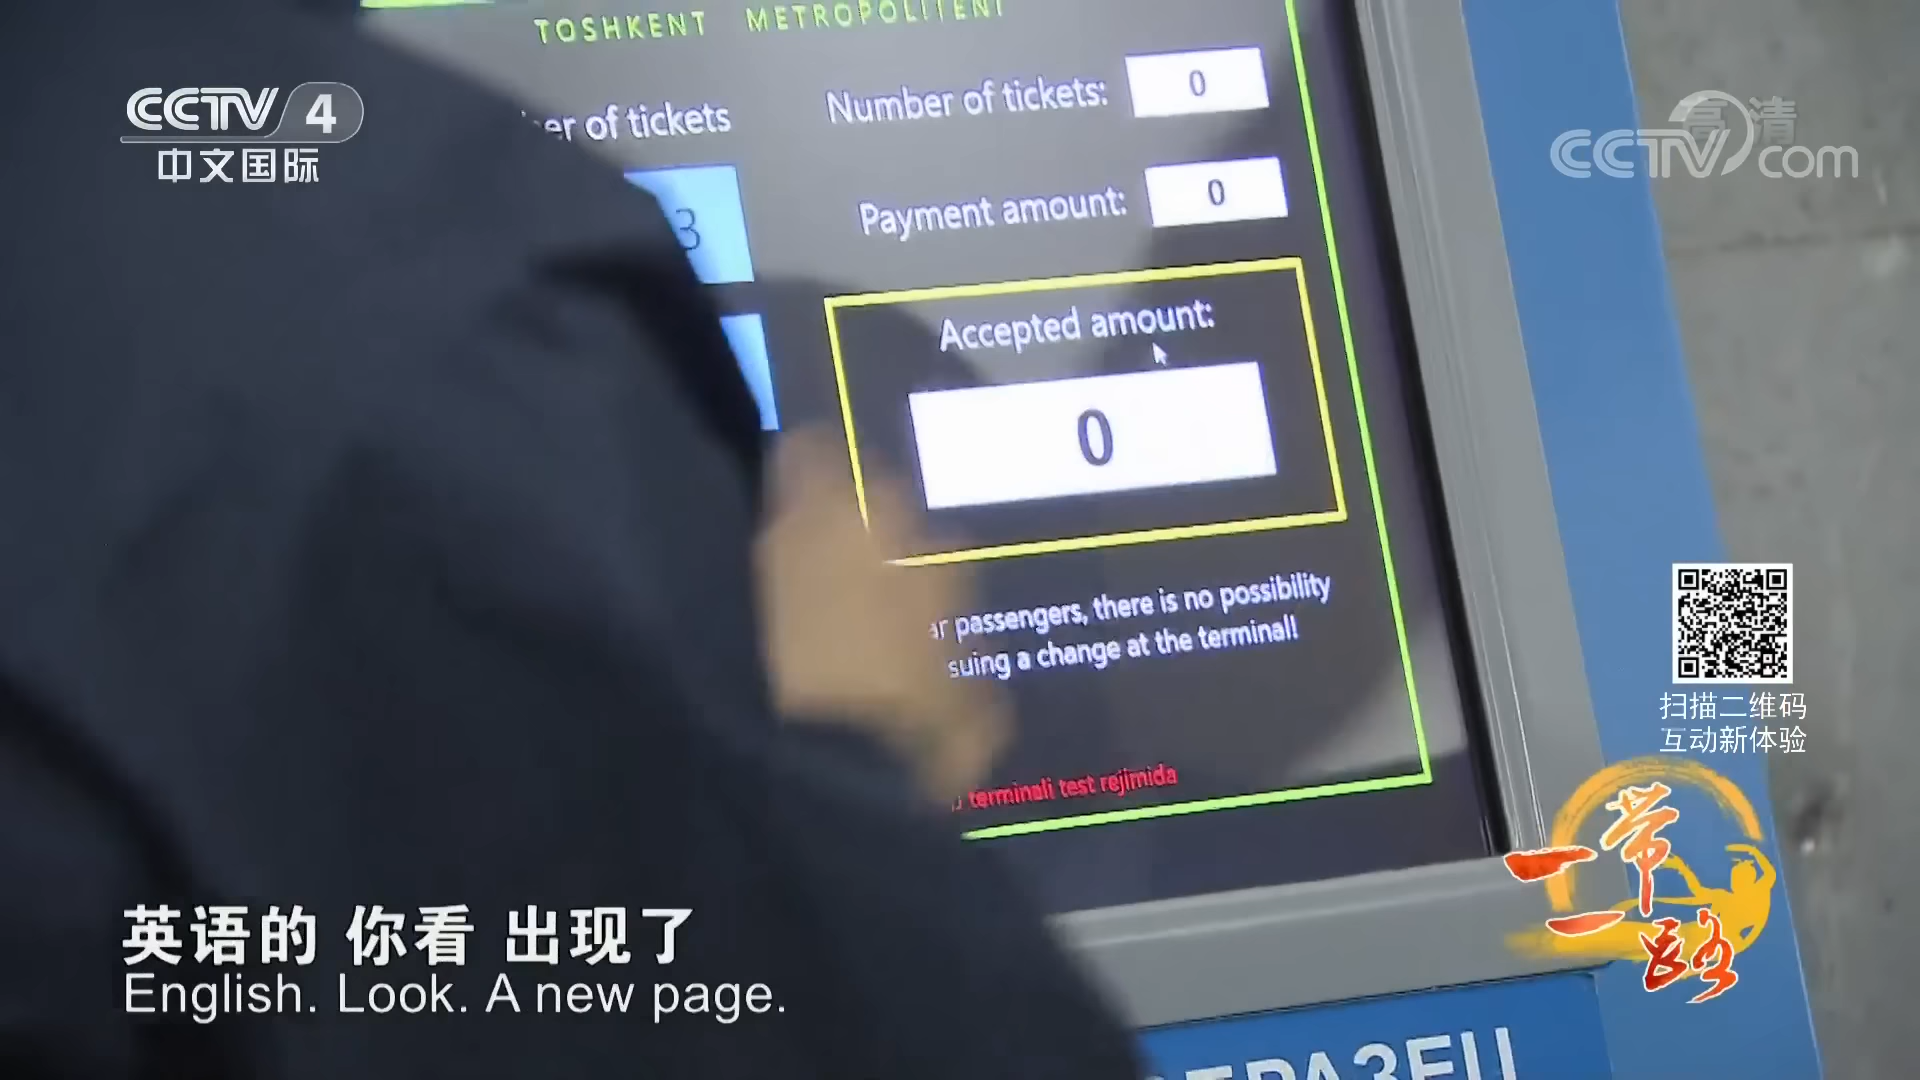 TOSHKENT METROPOLITENI
CCTV 4
中文国际
高清
CCTV.com
of tickets
Number of tickets: 0
3
Payment amount: 0
Accepted amount:
0
passengers, there is no possibility
a change at the terminal!
terminali test rejimida
扫描二维码
互动新体验
一带一路
英语的 你看 出现了
English. Look. A new page.